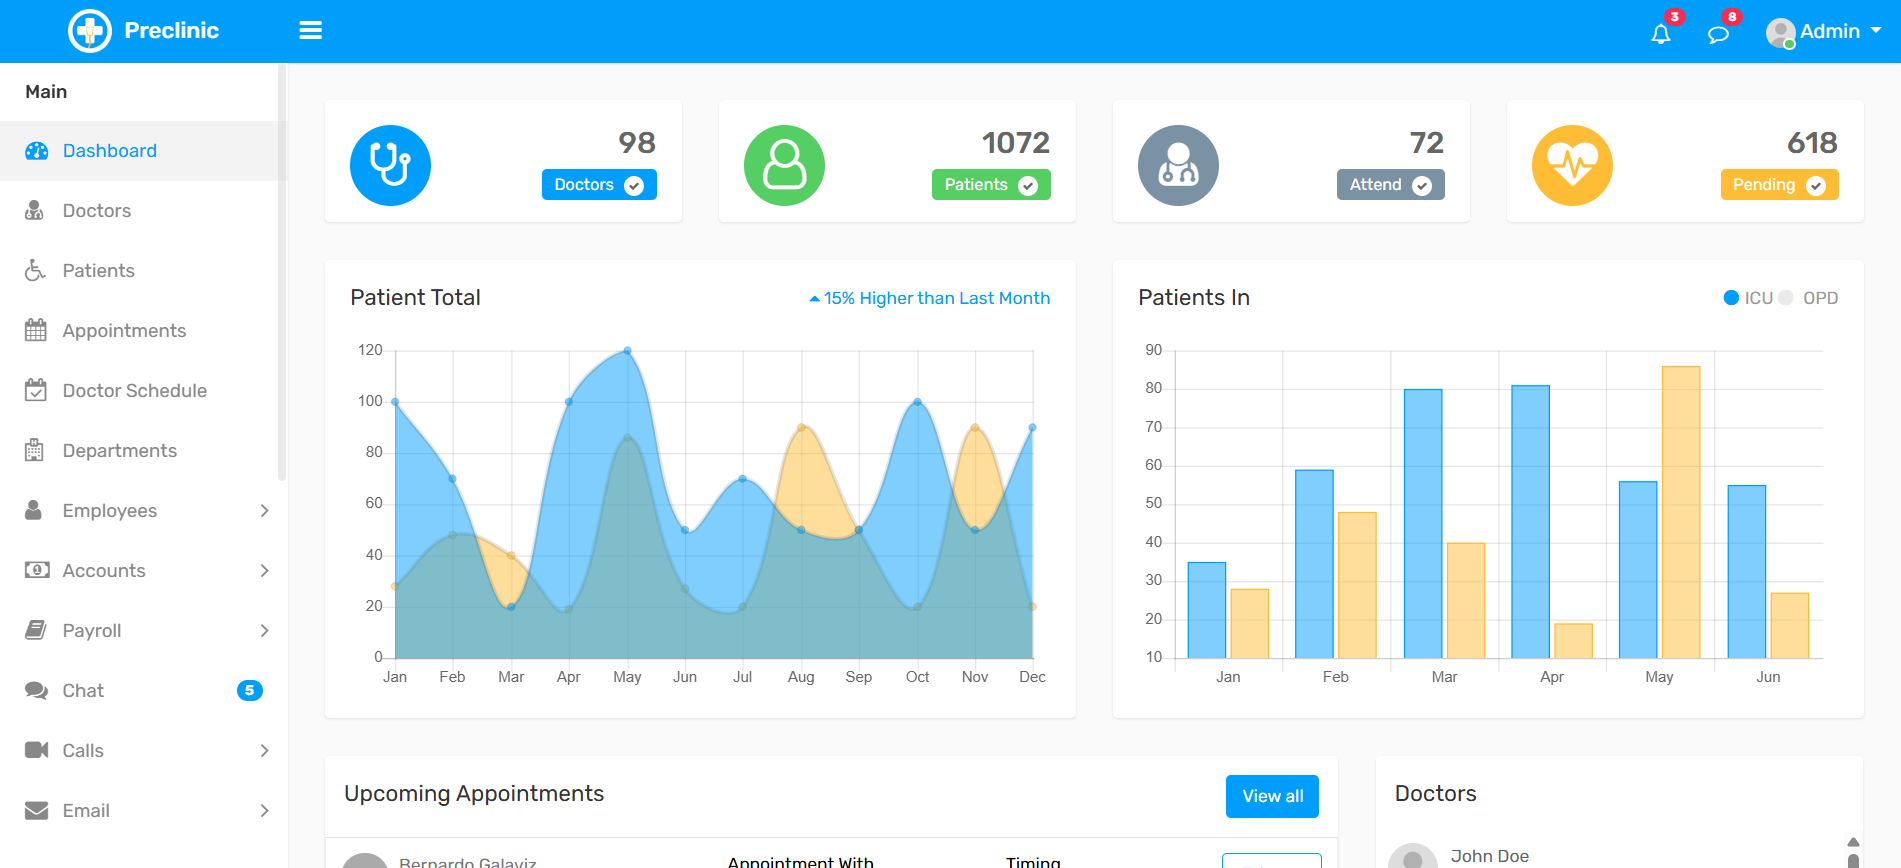 Preclinic
3
8
Admin
Main
Dashboard
Doctors
Patients
Appointments
Doctor Schedule
Departments
Employees
Accounts
Payroll
Chat
5
Calls
Email
98
Doctors
1072
Patients
72
Attend
618
Pending
Patient Total
15% Higher than Last Month
120
100
80
60
40
20
0
Jan Feb Mar Apr May Jun Jul Aug Sep Oct Nov Dec
Patients In
ICU OPD
90
80
70
60
50
40
30
20
10
Jan Feb Mar Apr May Jun
Upcoming Appointments
View all
Bernardo Galaviz
Appointment With
Timing
Doctors
John Doe